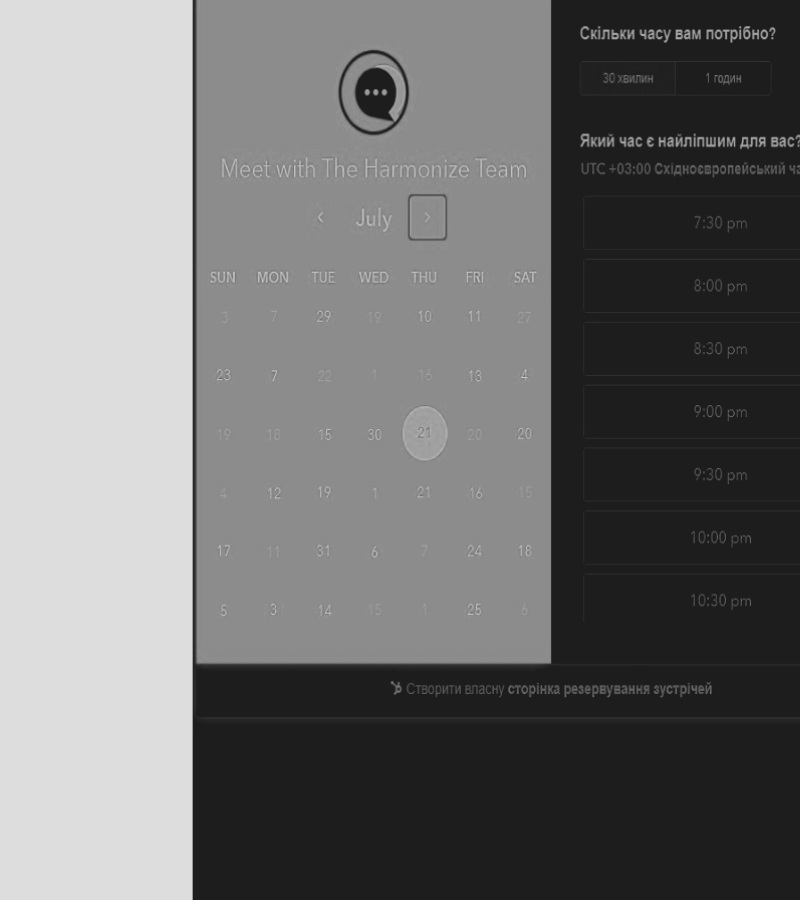 Meet with The Harmonize Team
July
SUN MON TUE WED THU FRI SAT
3 7 29 19 10 11 27
23 7 22 1 16 13 4
19 18 15 30 21 20 20
4 12 19 1 21 16 15
17 11 31 6 7 24 18
5 3 14 15 1 25 6
Скільки часу вам потрібно?
30 хвилин 1 годин
Який час є найліпшим для вас?
UTC +03:00 Східноєвропейський
7:30 pm
8:00 pm
8:30 pm
9:00 pm
9:30 pm
10:00 pm
10:30 pm
Створити власну сторінка резервування зустрічей